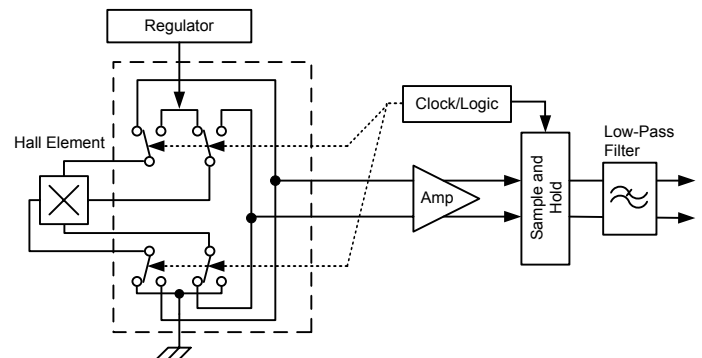 Regulator
Clock/Logic
Hall Element
Low-Pass
Filter
Amp
Sample and
Hold